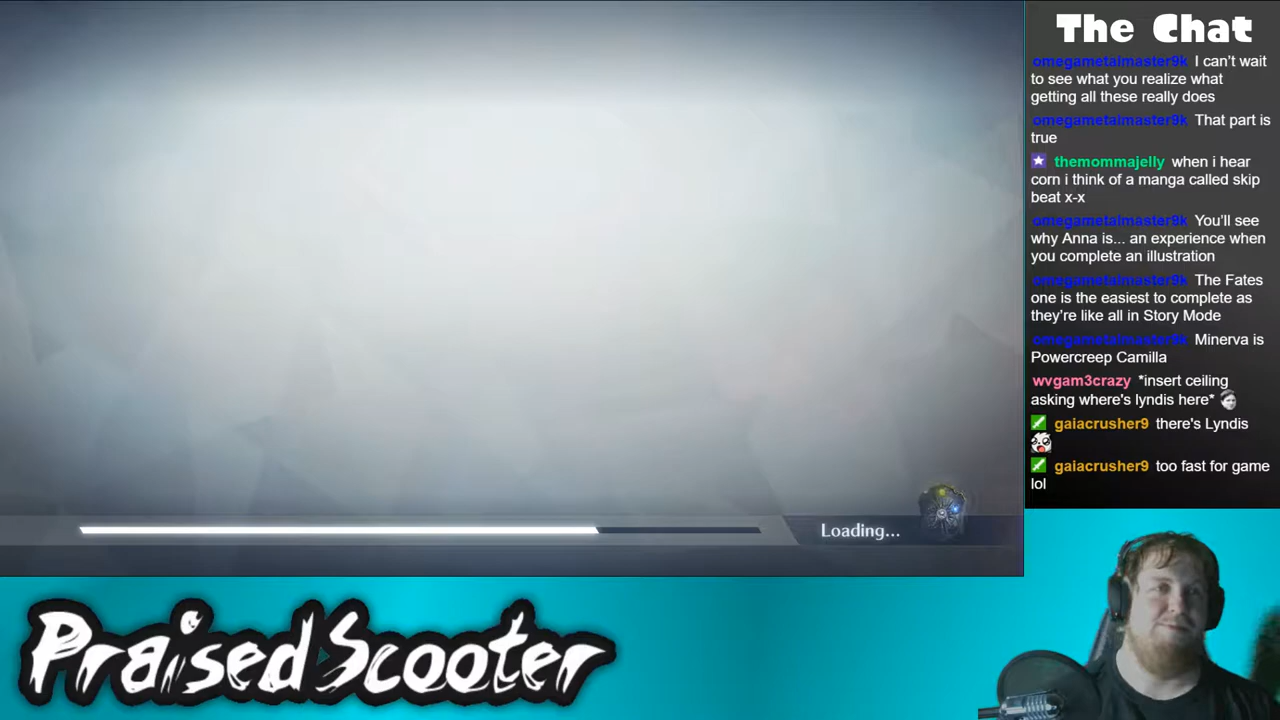 The Chat
omegametalmaster9k I can't wait
to see what you realize what
getting all these really does
omegametalmaster9k That part is
true
themommajelly when i hear
corn i think of a manga called skip
beat x-x
omegametalmaster9k You'll see
why Anna is... an experience when
you complete an illustration
omegametalmaster9k The Fates
one is the easiest to complete as
they're like all in Story Mode
omegametalmaster9k Minerva is
Powercreep Camilla
wvgam3crazy *insert ceiling
asking where's lyndis here*
gaiacrusher9 there's Lyndis
gaiacrusher9 too fast for game
lol
Loading...
PraisedScooter